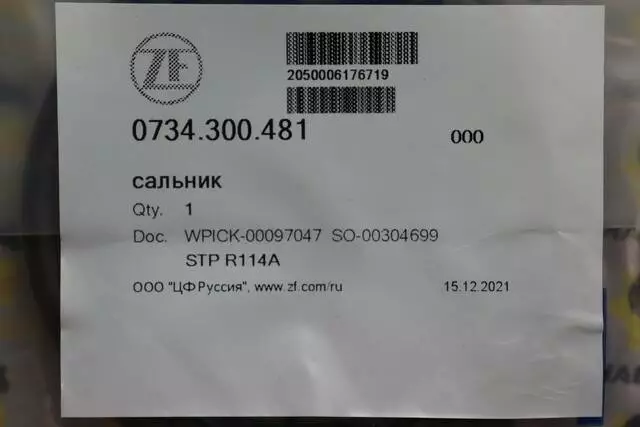 ZF
2050006176719
0734.300.481 000
сальник
Qty. 1
Doc. WPICK-00097047 SO-00304699
STP R114A
ООО "ЦФ Руссия", www.zf.com/ru 15.12.2021